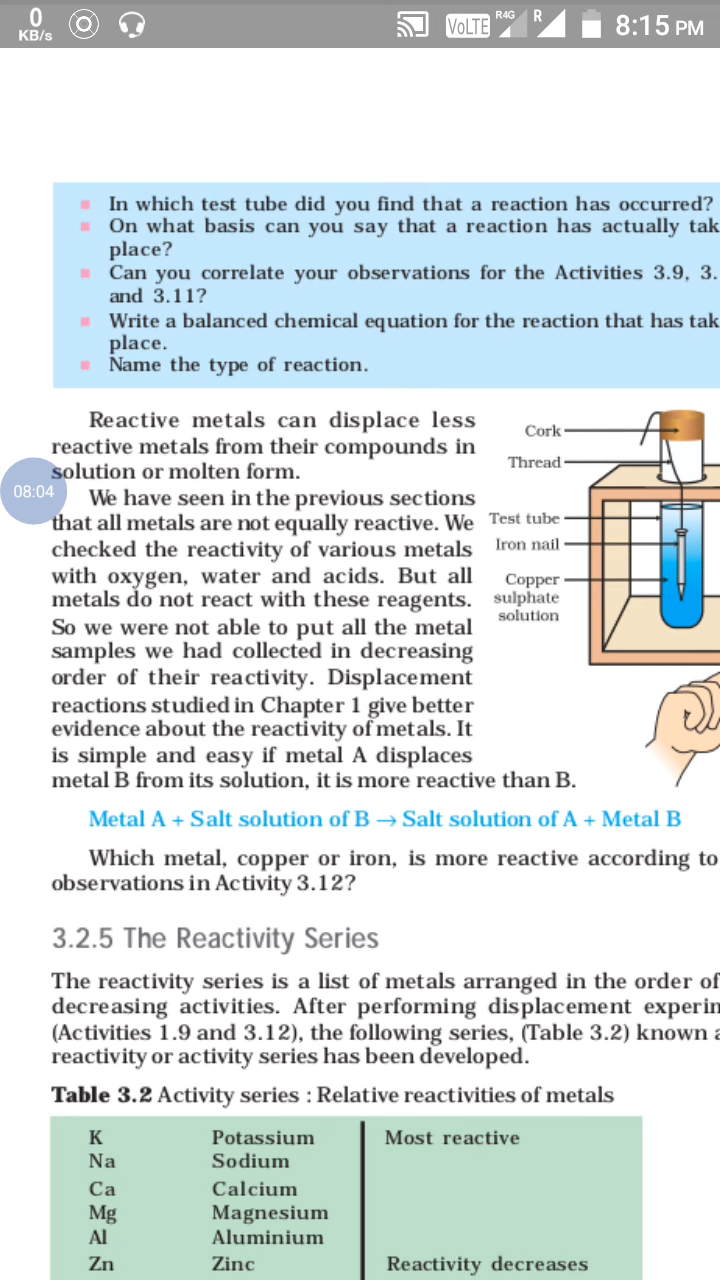 0
KB/s
VoLTE
R4G
R
8:15 PM
In which test tube did you find that a reaction has occurred?
On what basis can you say that a reaction has actually tak
place?
Can you correlate your observations for the Activities 3.9, 3.
and 3.11?
Write a balanced chemical equation for the reaction that has tak
place.
Name the type of reaction.
Reactive metals can displace less
reactive metals from their compounds in
solution or molten form.
We have seen in the previous sections
that all metals are not equally reactive. We
checked the reactivity of various metals
with oxygen, water and acids. But all
metals do not react with these reagents.
So we were not able to put all the metal
samples we had collected in decreasing
order of their reactivity. Displacement
reactions studied in Chapter 1 give better
evidence about the reactivity of metals. It
is simple and easy if metal A displaces
metal B from its solution, it is more reactive than B.
08:04
Cork
Thread
Test tube
Iron nail
Copper
sulphate
solution
Metal A + Salt solution of B → Salt solution of A + Metal B
Which metal, copper or iron, is more reactive according to
observations in Activity 3.12?
3.2.5 The Reactivity Series
The reactivity series is a list of metals arranged in the order of
decreasing activities. After performing displacement experin
(Activities 1.9 and 3.12), the following series, (Table 3.2) known a
reactivity or activity series has been developed.
Table 3.2 Activity series : Relative reactivities of metals
K Potassium Most reactive
Na Sodium
Ca Calcium
Mg Magnesium
Al Aluminium
Zn Zinc Reactivity decreases